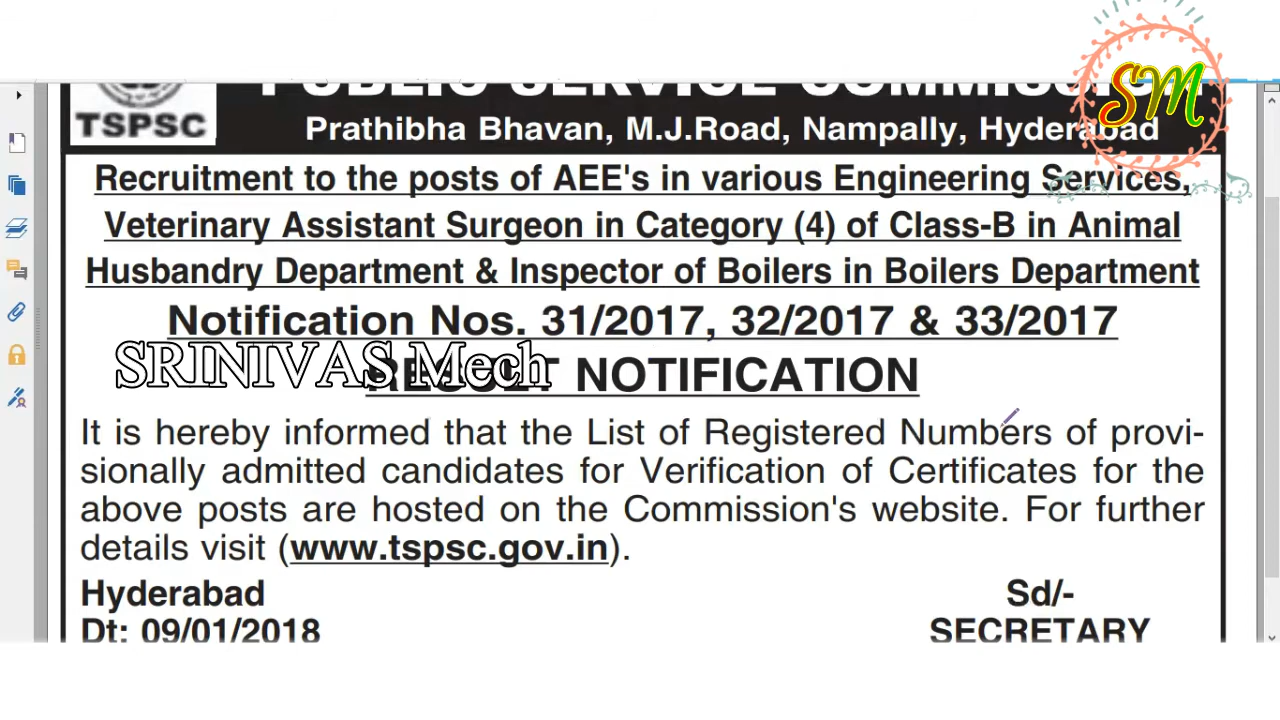 PUBLIC SERVICE COMMISSION
SM
TSPSC
Prathibha Bhavan, M.J.Road, Nampally, Hyderabad
Recruitment to the posts of AEE's in various Engineering Services,
Veterinary Assistant Surgeon in Category (4) of Class-B in Animal
Husbandry Department & Inspector of Boilers in Boilers Department
Notification Nos. 31/2017, 32/2017 & 33/2017
SRINIVAS Mech
RESULT NOTIFICATION
It is hereby informed that the List of Registered Numbers of provi-
sionally admitted candidates for Verification of Certificates for the
above posts are hosted on the Commission's website. For further
details visit (www.tspsc.gov.in).
Hyderabad Sd/-
Dt: 09/01/2018 SECRETARY